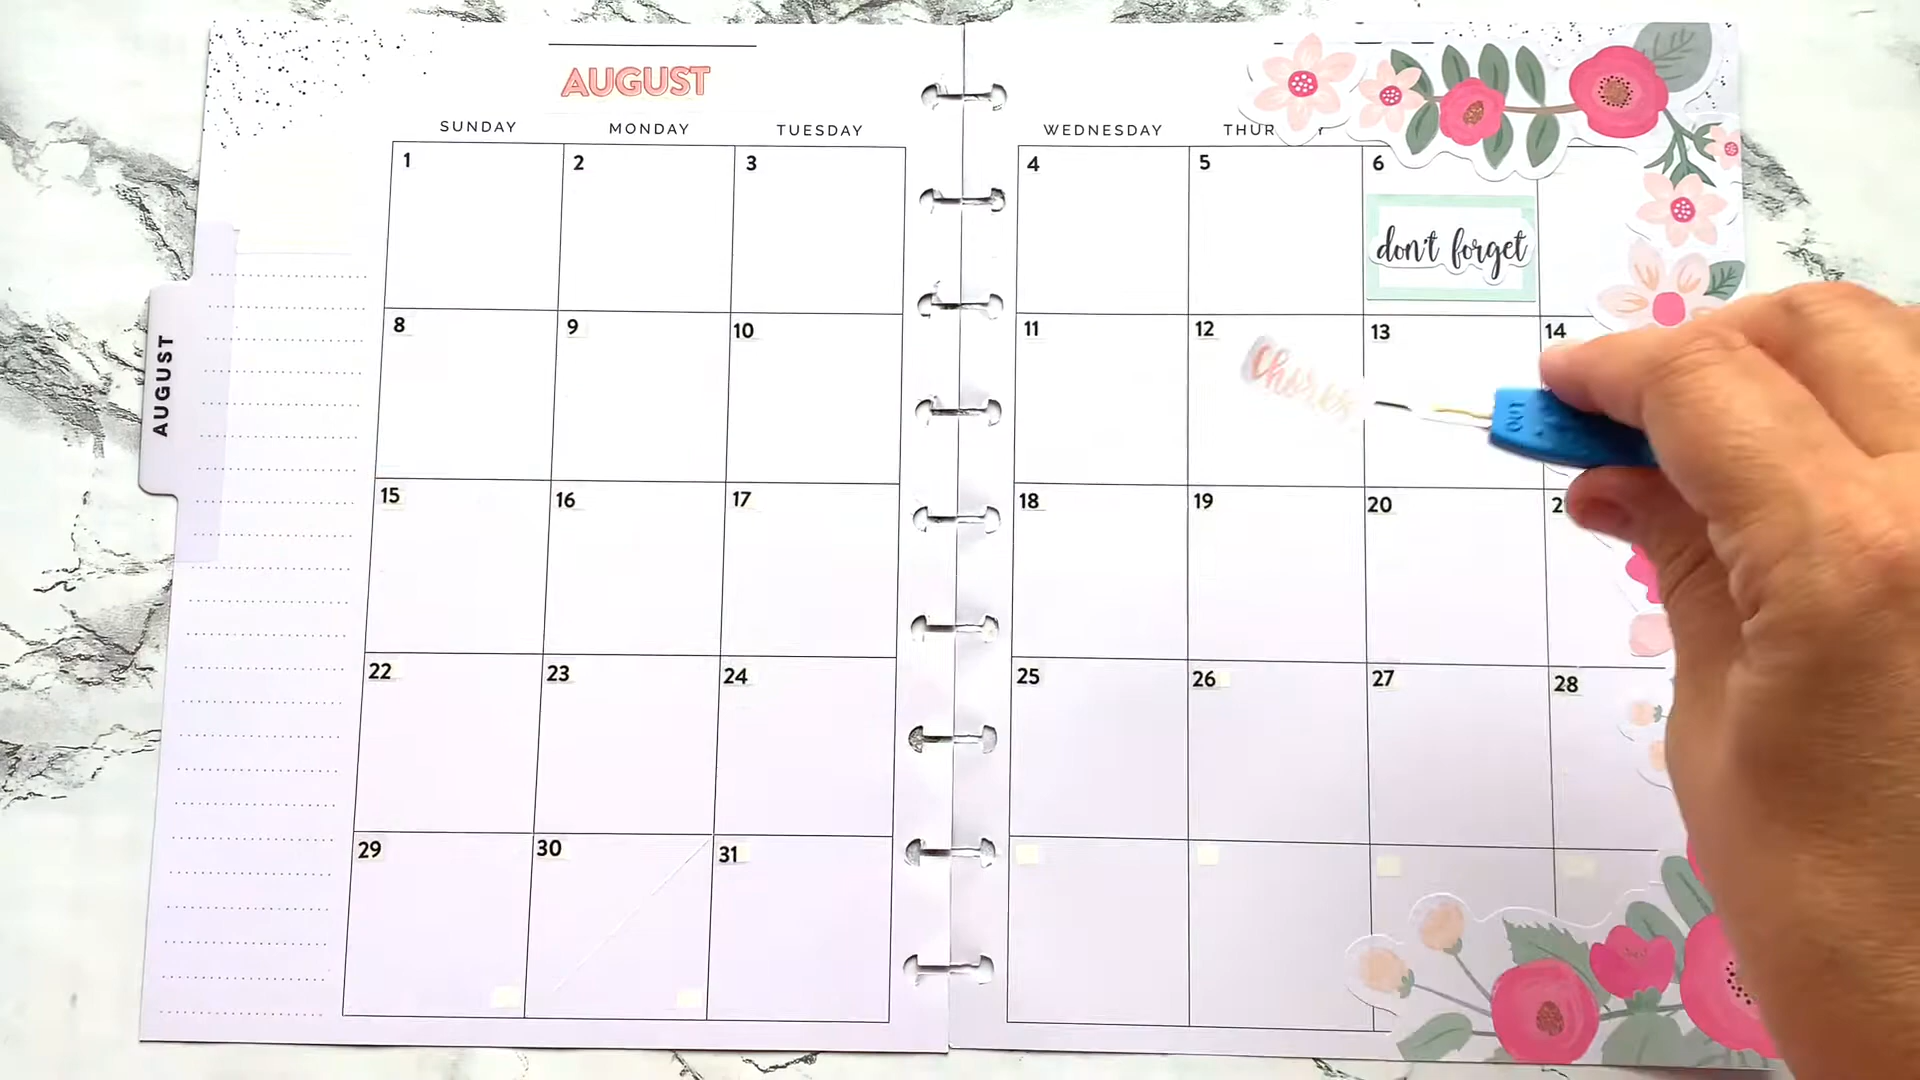 AUGUST
SUNDAY MONDAY TUESDAY WEDNESDAY
1 2 3 4 5 6
don't forget
AUGUST
8 9 10 11 12 13 14
15 16 17 18 19 20
22 23 24 25 26 27 28
29 30 31